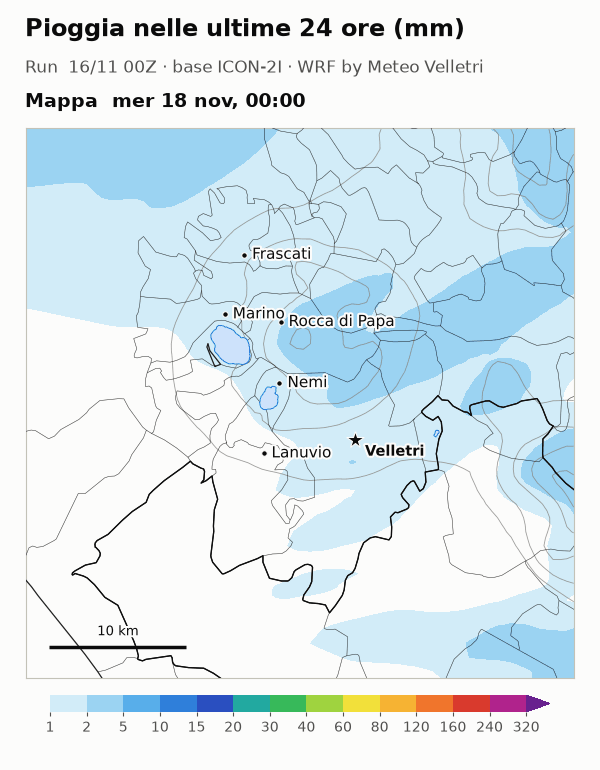 Pioggia nelle ultime 24 ore (mm)
Run 16/11 00Z · base ICON-2I · WRF by Meteo Velletri
Mappa mer 18 nov, 00:00
Frascati
Marino
Rocca di Papa
Nemi
Velletri
Lanuvio
10 km
1 2 5 10 15 20 30 40 60 80 120 160 240 320